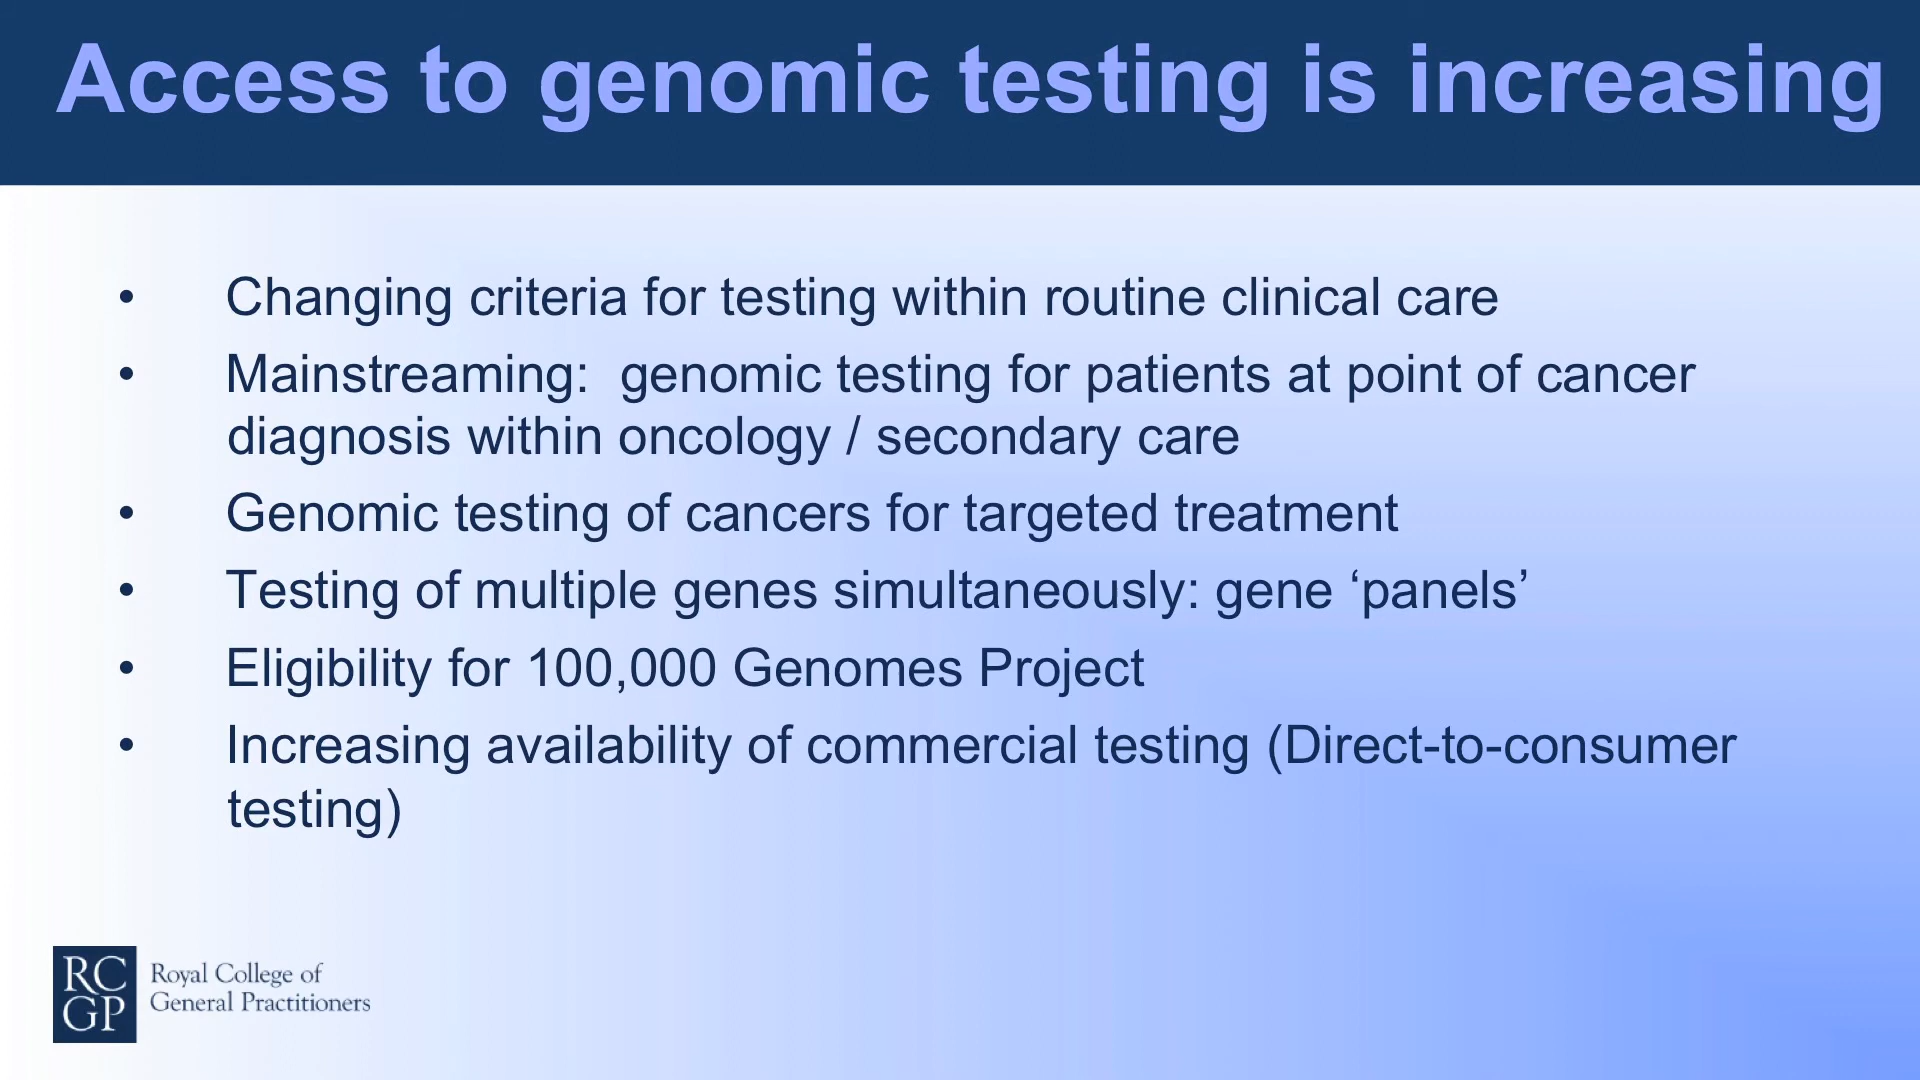 Access to genomic testing is increasing
• Changing criteria for testing within routine clinical care
• Mainstreaming:  genomic testing for patients at point of cancer
diagnosis within oncology / secondary care
• Genomic testing of cancers for targeted treatment
• Testing of multiple genes simultaneously: gene ‘panels’
• Eligibility for 100,000 Genomes Project
• Increasing availability of commercial testing (Direct-to-consumer
testing)
RC
GP
Royal College of
General Practitioners